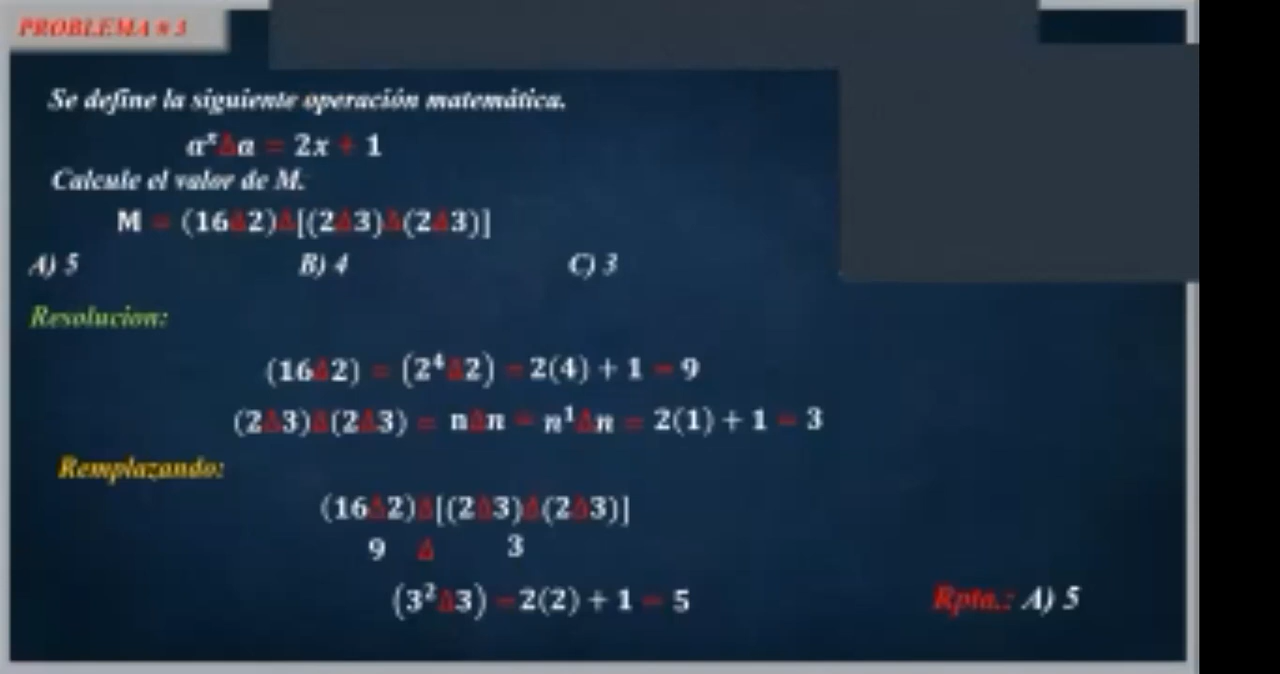 PROBLEMA # 3
Se define la siguiente operación matemática.
aˣΔa = 2x + 1
Calcule el valor de M.
M = (16Δ2)Δ[(2Δ3)Δ(2Δ3)]
A) 5 B) 4 C) 3
Resolucion:
(16Δ2) = (2⁴Δ2) = 2(4) + 1 = 9
(2Δ3)Δ(2Δ3) = nΔn = n¹Δn = 2(1) + 1 = 3
Remplazando:
(16Δ2)Δ[(2Δ3)Δ(2Δ3)]
9 Δ 3
(3²Δ3) = 2(2) + 1 = 5
Rpta.: A) 5